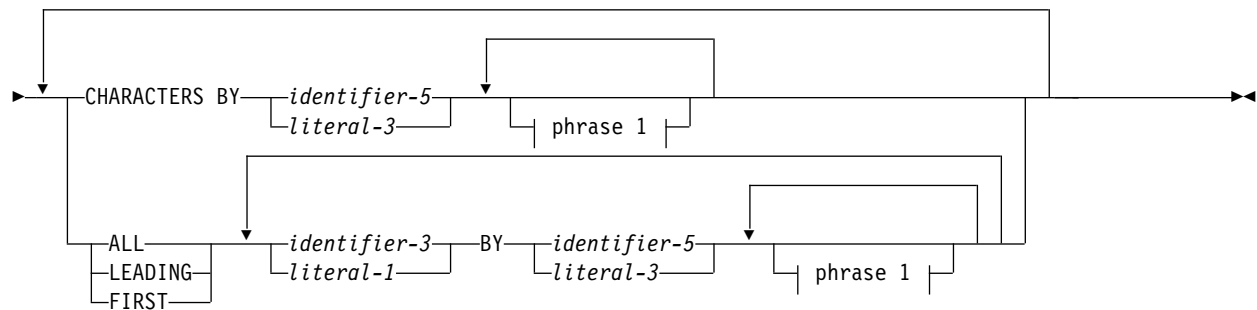 CHARACTERS BY identifier-5
literal-3
phrase 1
ALL identifier-3 BY identifier-5
LEADING literal-1 literal-3
phrase 1
FIRST